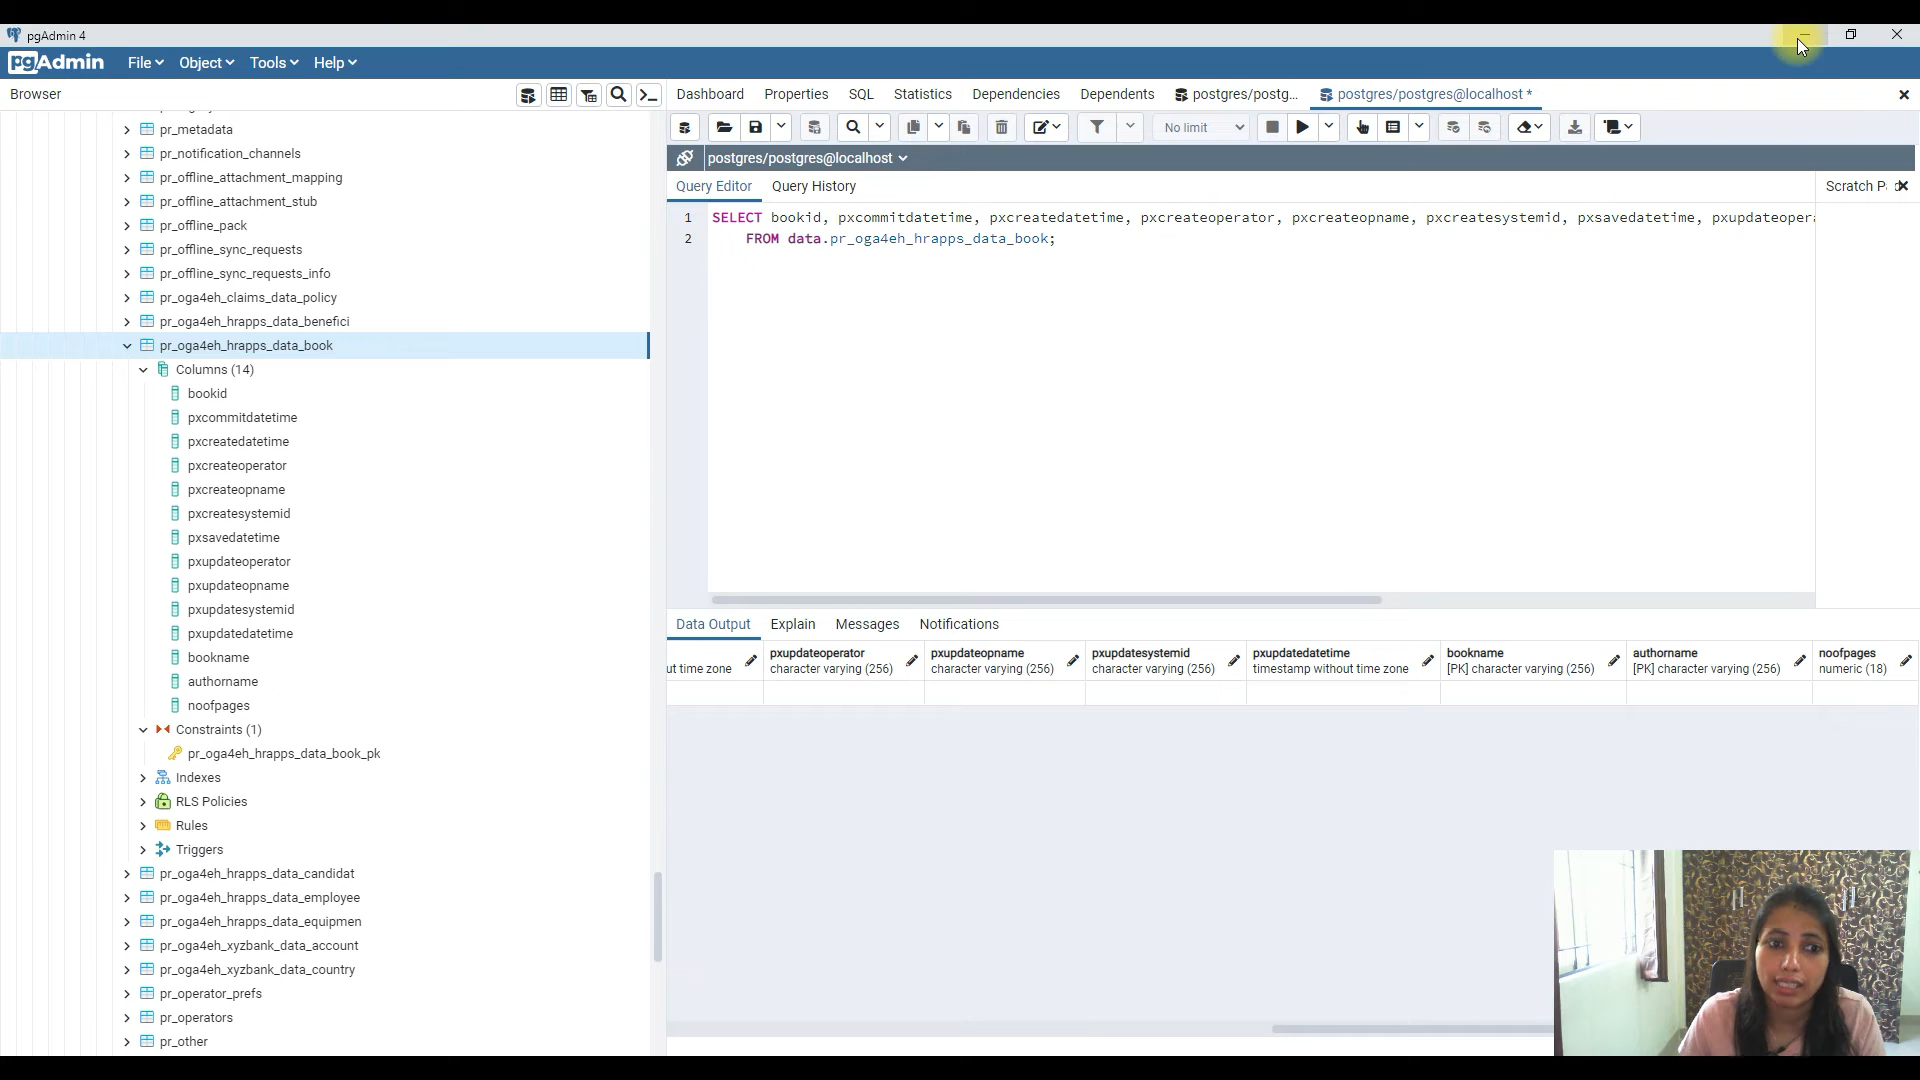 pgAdmin 4
pgAdmin
File
Object
Tools
Help
Browser
Dashboard
Properties
SQL
Statistics
Dependencies
Dependents
postgres/postg...
postgres/postgres@localhost *
No limit
postgres/postgres@localhost
Query Editor
Query History
Scratch P
1 SELECT bookid, pxcommitdatetime, pxcreatedatetime, pxcreateoperator, pxcreateopname, pxcreatesystemid, pxsavedatetime, pxupdateoper
2 FROM data.pr_oga4eh_hrapps_data_book;
pr_metadata
pr_notification_channels
pr_offline_attachment_mapping
pr_offline_attachment_stub
pr_offline_pack
pr_offline_sync_requests
pr_offline_sync_requests_info
pr_oga4eh_claims_data_policy
pr_oga4eh_hrapps_data_benefici
pr_oga4eh_hrapps_data_book
Columns (14)
bookid
pxcommitdatetime
pxcreatedatetime
pxcreateoperator
pxcreateopname
pxcreatesystemid
pxsavedatetime
pxupdateoperator
pxupdateopname
pxupdatesystemid
pxupdatedatetime
bookname
authorname
noofpages
Constraints (1)
pr_oga4eh_hrapps_data_book_pk
Indexes
RLS Policies
Rules
Triggers
pr_oga4eh_hrapps_data_candidat
pr_oga4eh_hrapps_data_employee
pr_oga4eh_hrapps_data_equipmen
pr_oga4eh_xyzbank_data_account
pr_oga4eh_xyzbank_data_country
pr_operator_prefs
pr_operators
pr_other
Data Output
Explain
Messages
Notifications
ut time zone
pxupdateoperator
character varying (256)
pxupdateopname
character varying (256)
pxupdatesystemid
character varying (256)
pxupdatedatetime
timestamp without time zone
bookname
[PK] character varying (256)
authorname
[PK] character varying (256)
noofpages
numeric (18)